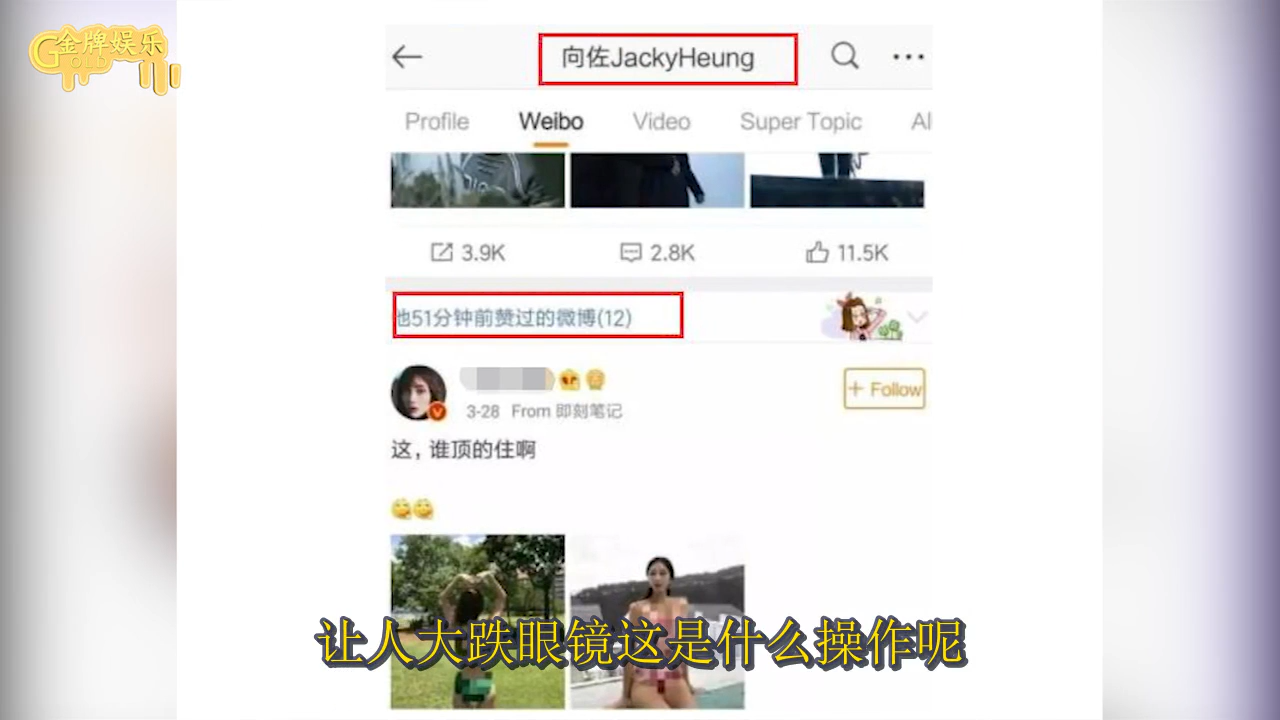 金牌娱乐
GOLD
向佐JackyHeung
Profile
Weibo
Video
Super Topic
Al
3.9K
2.8K
11.5K
他51分钟前赞过的微博(12)
3-28 From 即刻笔记
+ Follow
这，谁顶的住啊
让人大跌眼镜这是什么操作呢